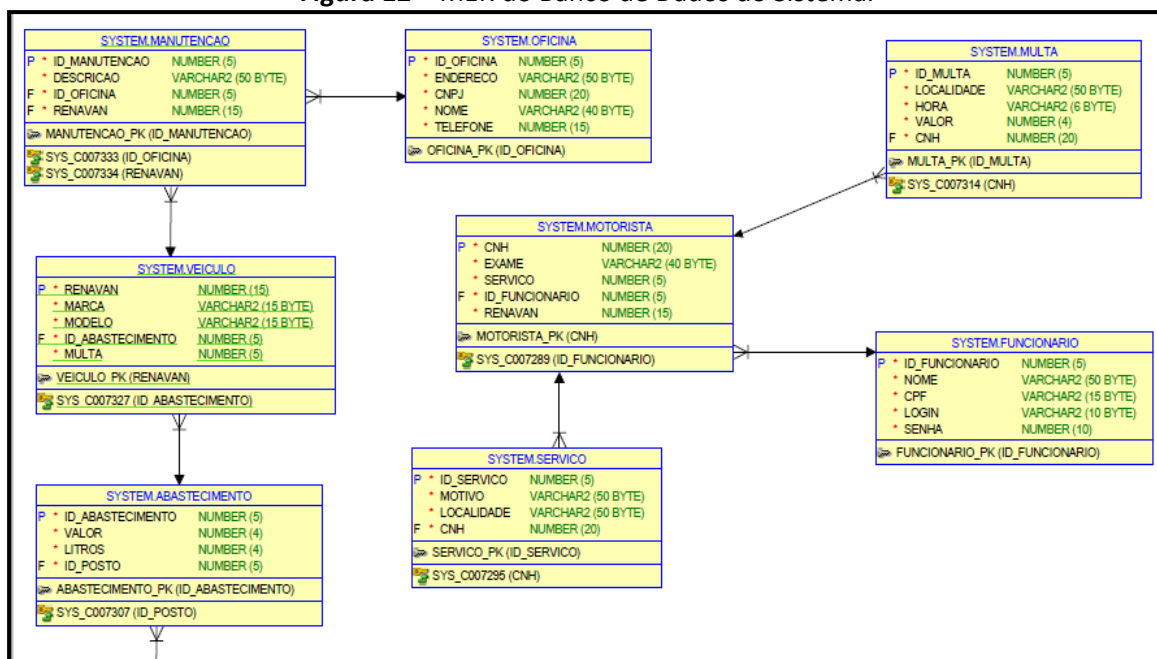 SYSTEM.MANUTENCAO
P * ID_MANUTENCAO NUMBER (5)
* DESCRICAO VARCHAR2 (50 BYTE)
F * ID_OFICINA NUMBER (5)
F * RENAVAN NUMBER (15)
MANUTENCAO_PK (ID_MANUTENCAO)
SYS_C007333 (ID_OFICINA)
SYS_C007334 (RENAVAN)
SYSTEM.OFICINA
P * ID_OFICINA NUMBER (5)
* ENDERECO VARCHAR2 (50 BYTE)
* CNPJ NUMBER (20)
* NOME VARCHAR2 (40 BYTE)
* TELEFONE NUMBER (15)
OFICINA_PK (ID_OFICINA)
SYSTEM.MULTA
P * ID_MULTA NUMBER (5)
* LOCALIDADE VARCHAR2 (50 BYTE)
* HORA VARCHAR2 (6 BYTE)
* VALOR NUMBER (4)
F * CNH NUMBER (20)
MULTA_PK (ID_MULTA)
SYS_C007314 (CNH)
SYSTEM.MOTORISTA
P * CNH NUMBER (20)
* EXAME VARCHAR2 (40 BYTE)
* SERVICO NUMBER (5)
F * ID_FUNCIONARIO NUMBER (5)
* RENAVAN NUMBER (15)
MOTORISTA_PK (CNH)
SYS_C007289 (ID_FUNCIONARIO)
SYSTEM.VEICULO
P * RENAVAN NUMBER (15)
* MARCA VARCHAR2 (15 BYTE)
* MODELO VARCHAR2 (15 BYTE)
F * ID_ABASTECIMENTO NUMBER (5)
* MULTA NUMBER (5)
VEICULO_PK (RENAVAN)
SYS_C007327 (ID_ABASTECIMENTO)
SYSTEM.FUNCIONARIO
P * ID_FUNCIONARIO NUMBER (5)
* NOME VARCHAR2 (50 BYTE)
* CPF VARCHAR2 (15 BYTE)
* LOGIN VARCHAR2 (10 BYTE)
* SENHA NUMBER (10)
FUNCIONARIO_PK (ID_FUNCIONARIO)
SYSTEM.SERVICO
P * ID_SERVICO NUMBER (5)
* MOTIVO VARCHAR2 (50 BYTE)
* LOCALIDADE VARCHAR2 (50 BYTE)
F * CNH NUMBER (20)
SERVICO_PK (ID_SERVICO)
SYS_C007295 (CNH)
SYSTEM.ABASTECIMENTO
P * ID_ABASTECIMENTO NUMBER (5)
* VALOR NUMBER (4)
* LITROS NUMBER (4)
F * ID_POSTO NUMBER (5)
ABASTECIMENTO_PK (ID_ABASTECIMENTO)
SYS_C007307 (ID_POSTO)